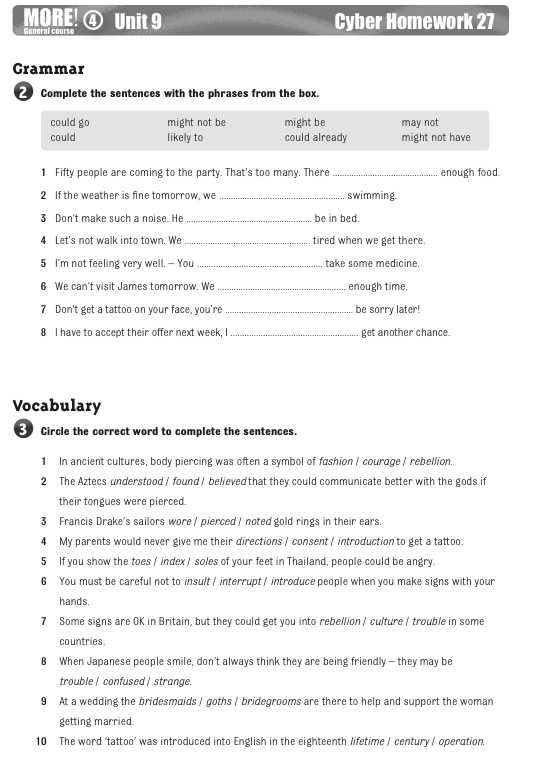 MORE! 4 Unit 9 Cyber Homework 27
General course
Grammar
2 Complete the sentences with the phrases from the box.
could go might not be might be may not
could likely to could already might not have
1 Fifty people are coming to the party. That's too many. There .................................... enough food.
2 If the weather is fine tomorrow, we .......................................... swimming.
3 Don't make such a noise. He .......................................... be in bed.
4 Let's not walk into town. We .......................................... tired when we get there.
5 I'm not feeling very well. – You .......................................... take some medicine.
6 We can't visit James tomorrow. We .......................................... enough time.
7 Don't get a tattoo on your face, you're .......................................... be sorry later!
8 I have to accept their offer next week, I .......................................... get another chance.
Vocabulary
3 Circle the correct word to complete the sentences.
1 In ancient cultures, body piercing was often a symbol of fashion / courage / rebellion.
2 The Aztecs understood / found / believed that they could communicate better with the gods if
their tongues were pierced.
3 Francis Drake's sailors wore / pierced / noted gold rings in their ears.
4 My parents would never give me their directions / consent / introduction to get a tattoo.
5 If you show the toes / index / soles of your feet in Thailand, people could be angry.
6 You must be careful not to insult / interrupt / introduce people when you make signs with your
hands.
7 Some signs are OK in Britain, but they could get you into rebellion / culture / trouble in some
countries.
8 When Japanese people smile, don't always think they are being friendly – they may be
trouble / confused / strange.
9 At a wedding the bridesmaids / goths / bridegrooms are there to help and support the woman
getting married.
10 The word 'tattoo' was introduced into English in the eighteenth lifetime / century / operation.